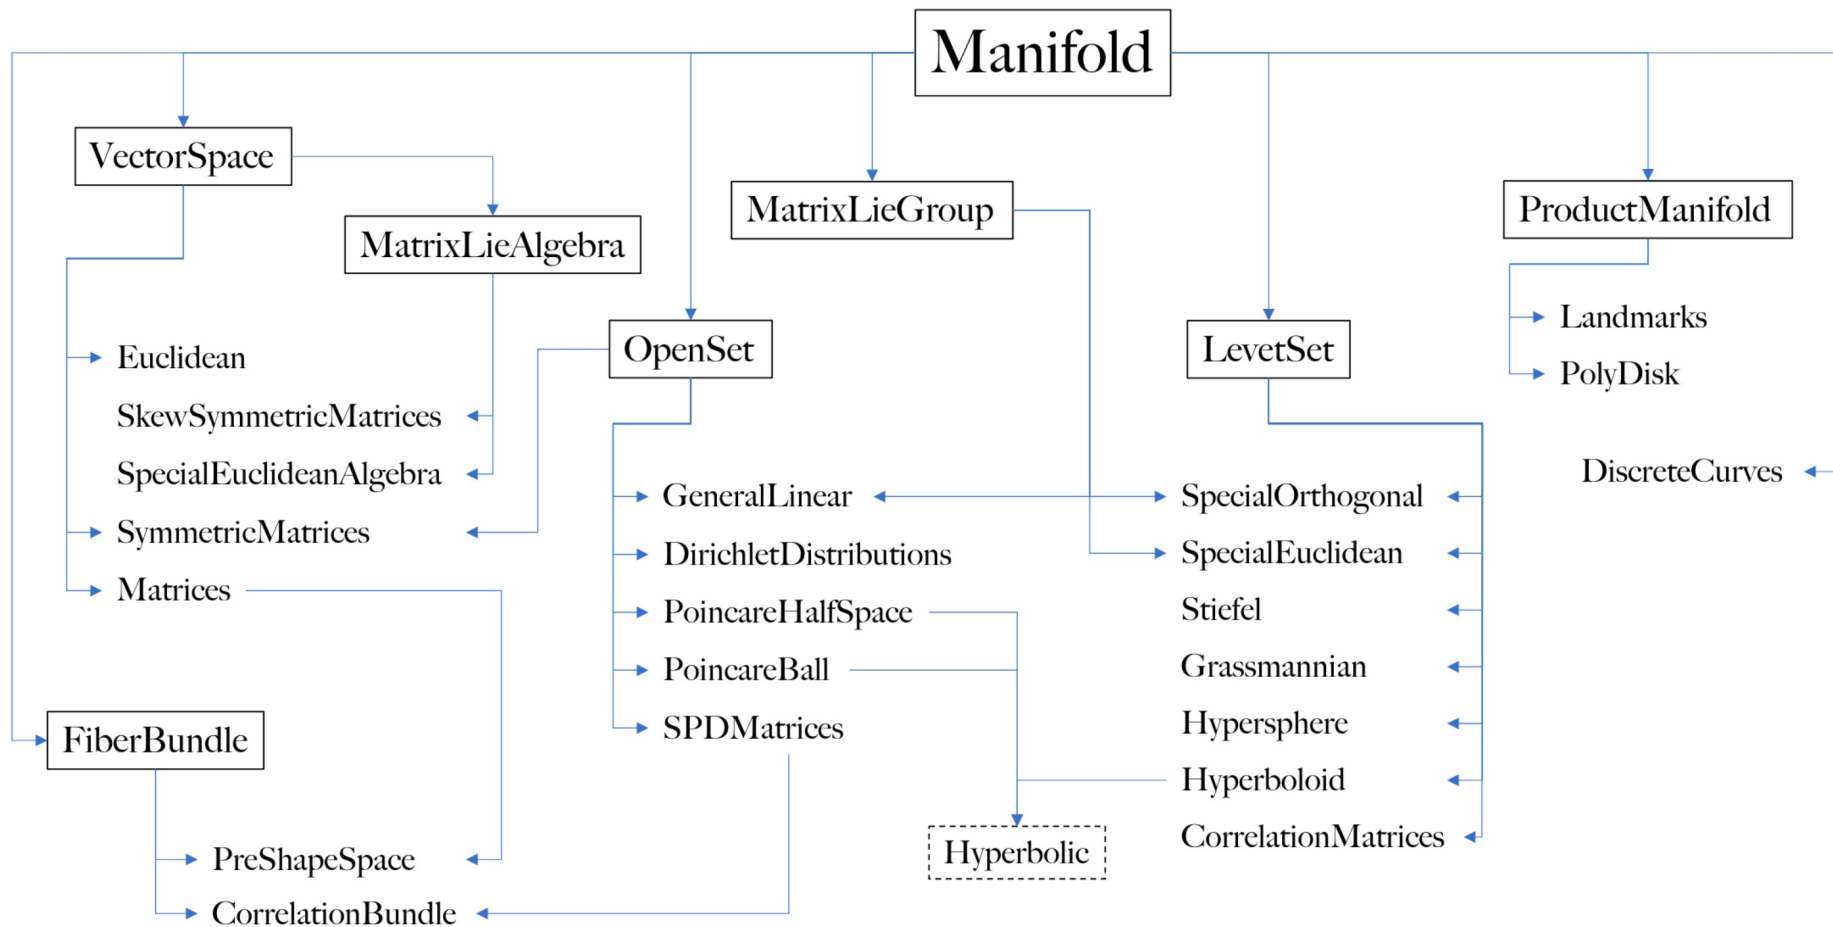 Manifold
VectorSpace
MatrixLieAlgebra
MatrixLieGroup
ProductManifold
OpenSet
LevetSet
Landmarks
PolyDisk
DiscreteCurves
Euclidean
SkewSymmetricMatrices
SpecialEuclideanAlgebra
SymmetricMatrices
Matrices
GeneralLinear
DirichletDistributions
PoincareHalfSpace
PoincareBall
SPDMatrices
SpecialOrthogonal
SpecialEuclidean
Stiefel
Grassmannian
Hypersphere
Hyperboloid
CorrelationMatrices
FiberBundle
PreShapeSpace
CorrelationBundle
Hyperbolic